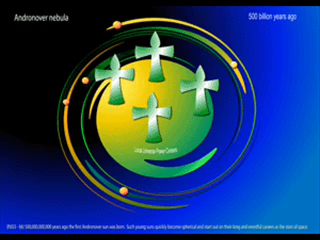 Andronover nebula
500 billion years ago
Local Universe Power Centers
500,000,000,000 years ago the first Andronover sun was born. Such young suns quickly become spherical and start out on their long and eventful careers as the stars of space